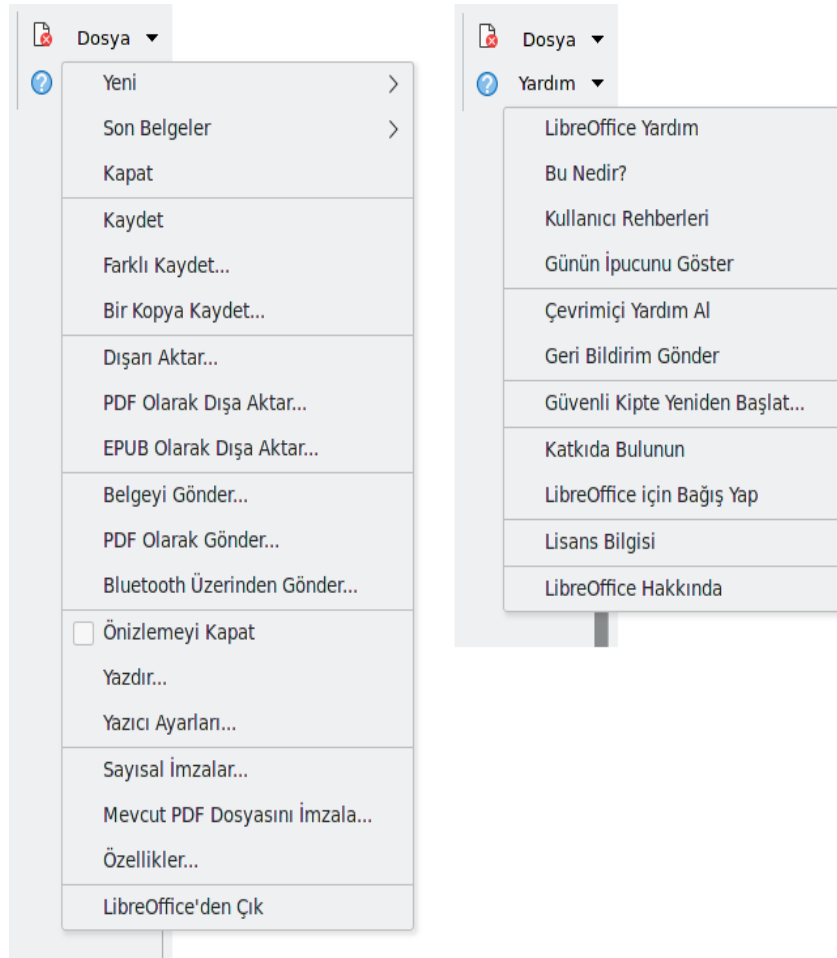 Dosya
Yeni
Son Belgeler
Kapat
Kaydet
Farklı Kaydet...
Bir Kopya Kaydet...
Dışarı Aktar...
PDF Olarak Dışa Aktar...
EPUB Olarak Dışa Aktar...
Belgeyi Gönder...
PDF Olarak Gönder...
Bluetooth Üzerinden Gönder...
Önizlemeyi Kapat
Yazdır...
Yazıcı Ayarları...
Sayısal İmzalar...
Mevcut PDF Dosyasını İmzala...
Özellikler...
LibreOffice'den Çık
Dosya
Yardım
LibreOffice Yardım
Bu Nedir?
Kullanıcı Rehberleri
Günün İpucunu Göster
Çevrimiçi Yardım Al
Geri Bildirim Gönder
Güvenli Kipte Yeniden Başlat...
Katkıda Bulunun
LibreOffice için Bağış Yap
Lisans Bilgisi
LibreOffice Hakkında